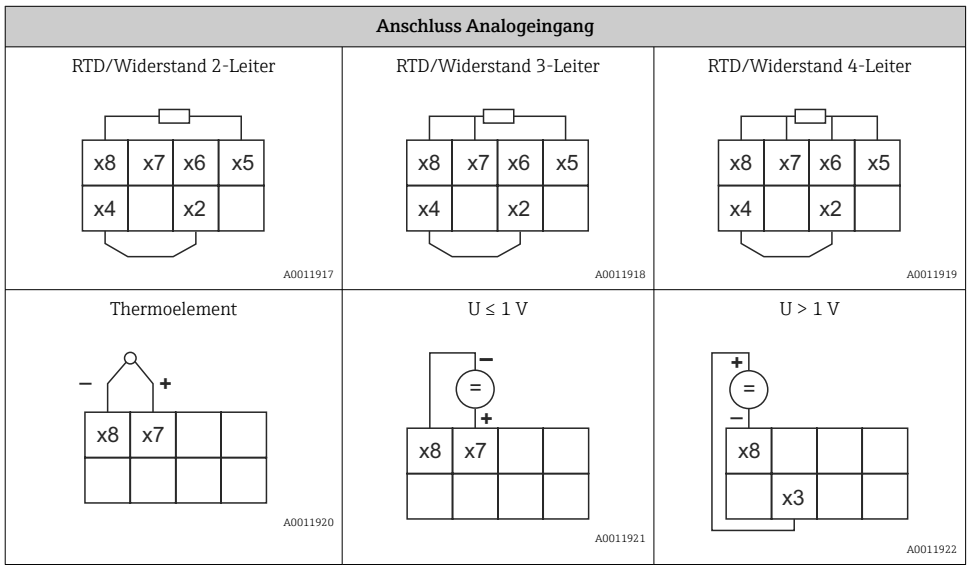 Anschluss Analogeingang
RTD/Widerstand 2-Leiter
x8 x7 x6 x5
x4 x2
A0011917
RTD/Widerstand 3-Leiter
x8 x7 x6 x5
x4 x2
A0011918
RTD/Widerstand 4-Leiter
x8 x7 x6 x5
x4 x2
A0011919
Thermoelement
− +
x8 x7
A0011920
U ≤ 1 V
−
=
+
x8 x7
A0011921
U > 1 V
+
=
−
x8
x3
A0011922